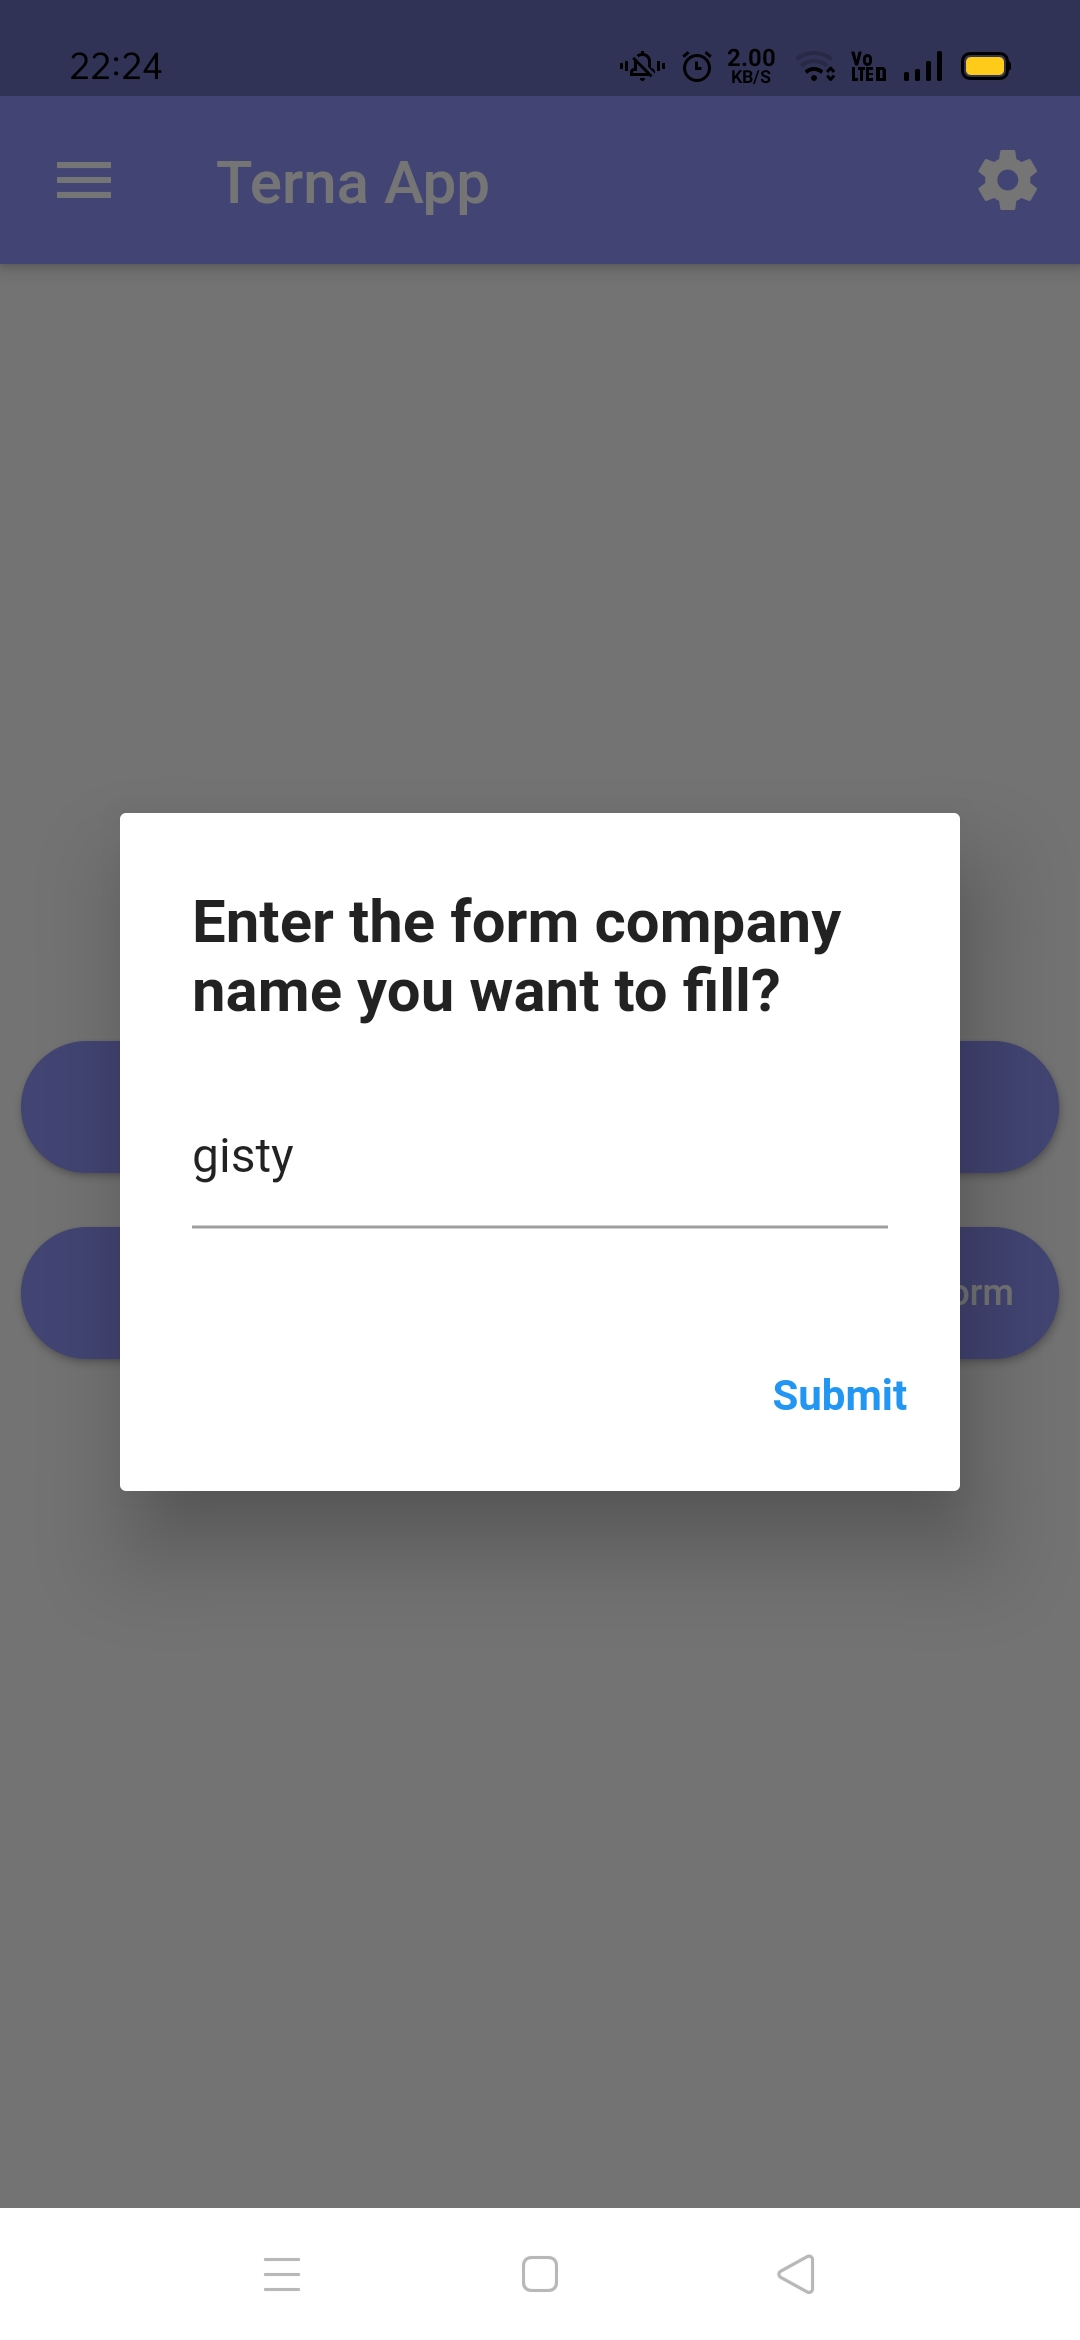 22:24
2.00
KB/S
Vo
LTE D
Terna App
Enter the form company
name you want to fill?
gisty
orm
Submit